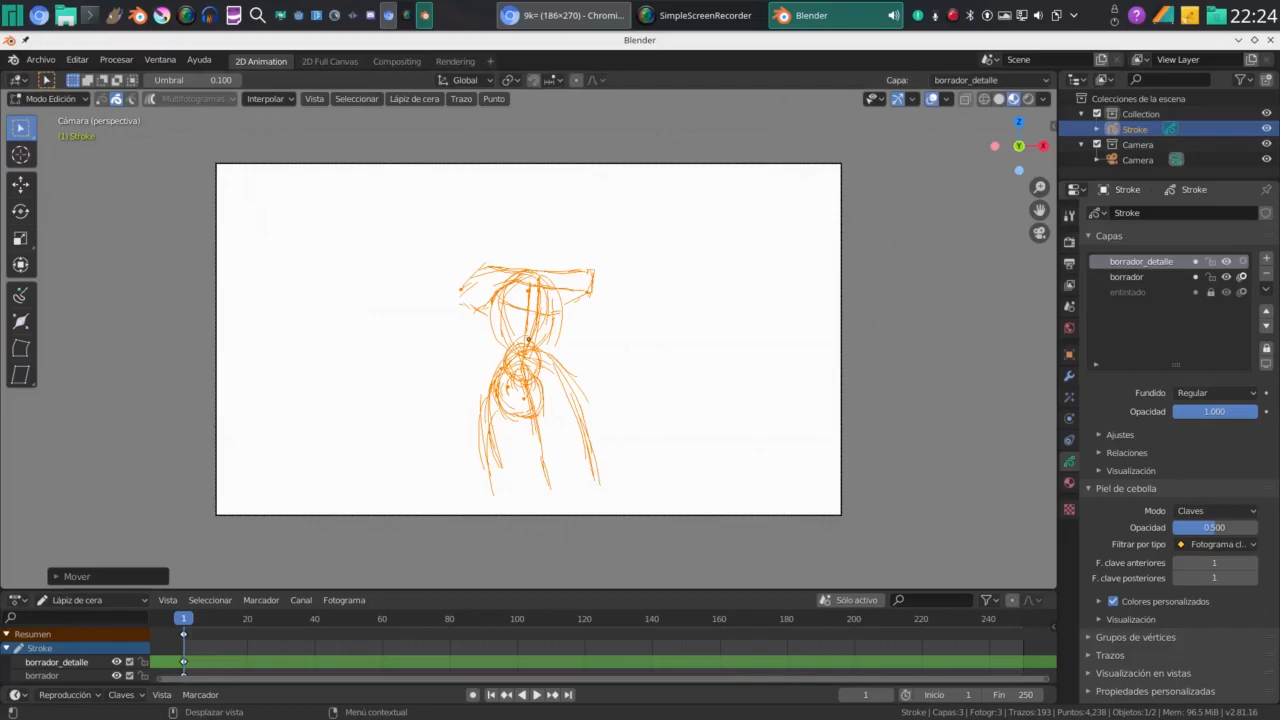 9k= (186×270) - Chromi...
SimpleScreenRecorder
Blender
22:24
Blender
Archivo Editar Procesar Ventana Ayuda
2D Animation 2D Full Canvas Compositing Rendering +
Scene
View Layer
Umbral 0.100
Global
Capa: borrador_detalle
Modo Edición
Multifotogramas
Interpolar
Vista Seleccionar Lápiz de cera Trazo Punto
Cámara (perspectiva)
(1) Stroke
Z
Y
X
Colecciones de la escena
Collection
Stroke
Camera
Camera
Stroke Stroke
Stroke
Capas
borrador_detalle
borrador
entintado
Fundido Regular
Opacidad 1.000
Ajustes
Relaciones
Visualización
Piel de cebolla
Modo Claves
Opacidad 0.500
Filtrar por tipo Fotograma cl...
F. clave anteriores 1
F. clave posteriores 1
Colores personalizados
Visualización
Grupos de vértices
Trazos
Visualización en vistas
Propiedades personalizadas
Mover
Lápiz de cera
Vista Seleccionar Marcador Canal Fotograma
Sólo activo
1 20 40 60 80 100 120 140 160 180 200 220 240
Resumen
Stroke
borrador_detalle
borrador
Reproducción Claves Vista Marcador
1
Inicio 1
Fin 250
Desplazar vista
Menú contextual
Stroke | Capas:3 | Fotogr:3 | Trazos:193 | Puntos:4,238 | Objetos:1/2 | Mem: 96.5 MiB | v2.81.16